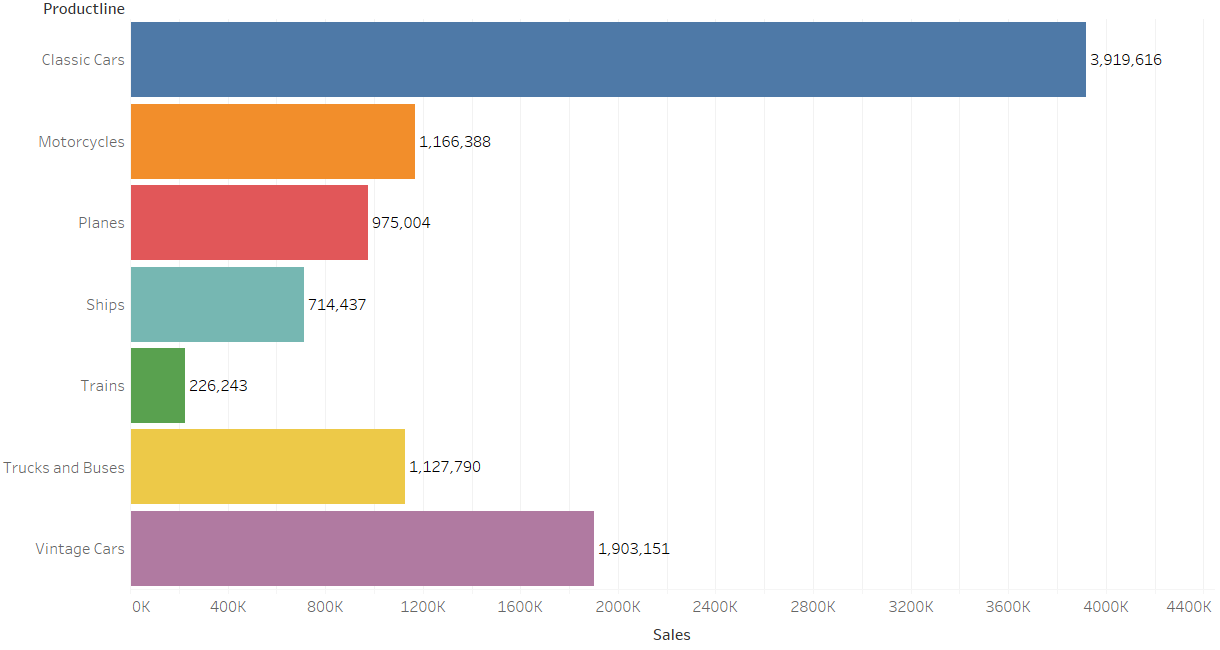 Productline
Classic Cars 3,919,616
Motorcycles 1,166,388
Planes 975,004
Ships 714,437
Trains 226,243
Trucks and Buses 1,127,790
Vintage Cars 1,903,151
0K 400K 800K 1200K 1600K 2000K 2400K 2800K 3200K 3600K 4000K 4400K
Sales